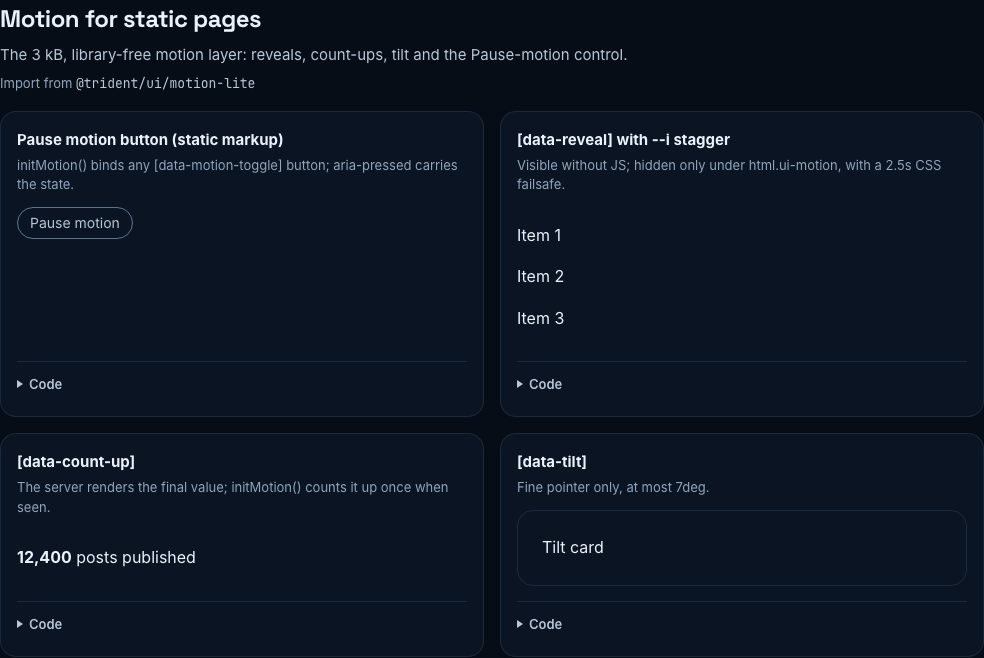 Motion for static pages
The 3 kB, library-free motion layer: reveals, count-ups, tilt and the Pause-motion control.
Import from @trident/ui/motion-lite
Pause motion button (static markup)
initMotion() binds any [data-motion-toggle] button; aria-pressed carries
the state.
Pause motion
Code
[data-reveal] with --i stagger
Visible without JS; hidden only under html.ui-motion, with a 2.5s CSS
failsafe.
Item 1
Item 2
Item 3
Code
[data-count-up]
The server renders the final value; initMotion() counts it up once when
seen.
12,400 posts published
Code
[data-tilt]
Fine pointer only, at most 7deg.
Tilt card
Code